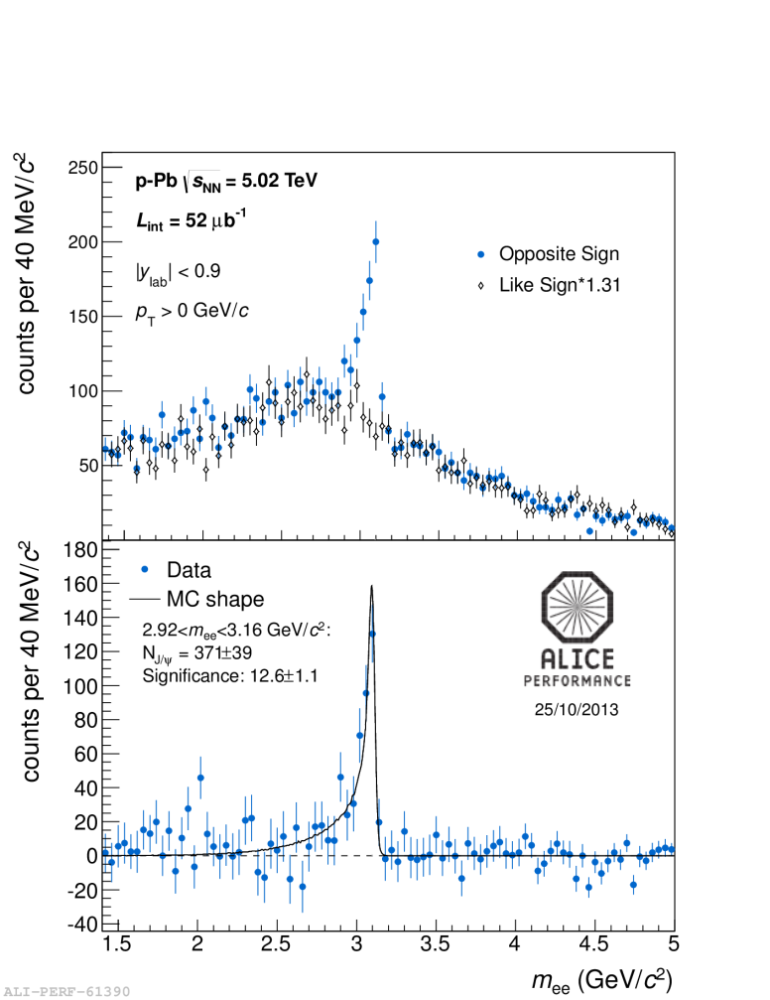 counts per 40 MeV/c²
250
200
150
100
50
p-Pb √sNN = 5.02 TeV
Lint = 52 μb⁻¹
|ylab| < 0.9
pT > 0 GeV/c
Opposite Sign
Like Sign*1.31
counts per 40 MeV/c²
180
160
140
120
100
80
60
40
20
0
-20
-40
Data
MC shape
2.92<mee<3.16 GeV/c²:
NJ/ψ = 371±39
Significance: 12.6±1.1
ALICE
PERFORMANCE
25/10/2013
1.5 2 2.5 3 3.5 4 4.5 5
mee (GeV/c²)
ALI-PERF-61390